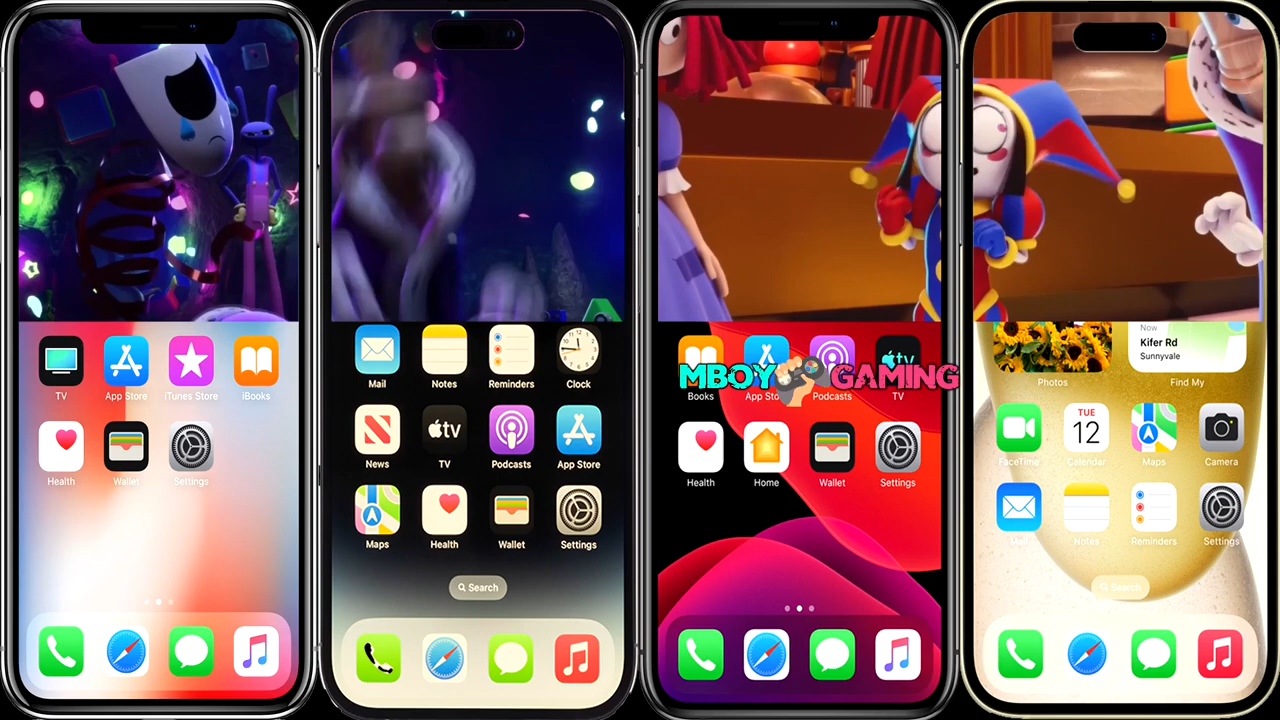 TV App Store iTunes Store iBooks
Health Wallet Settings
Mail Notes Reminders Clock
News tv TV Podcasts App Store
Maps Health Wallet Settings
Search
MBOY GAMING
Books Podcasts tv TV
Health Home Wallet Settings
Now
Kifer Rd
Sunnyvale
Photos Find My
TUE
12
FaceTime Calendar Maps Camera
Mail Notes Reminders Settings
Search